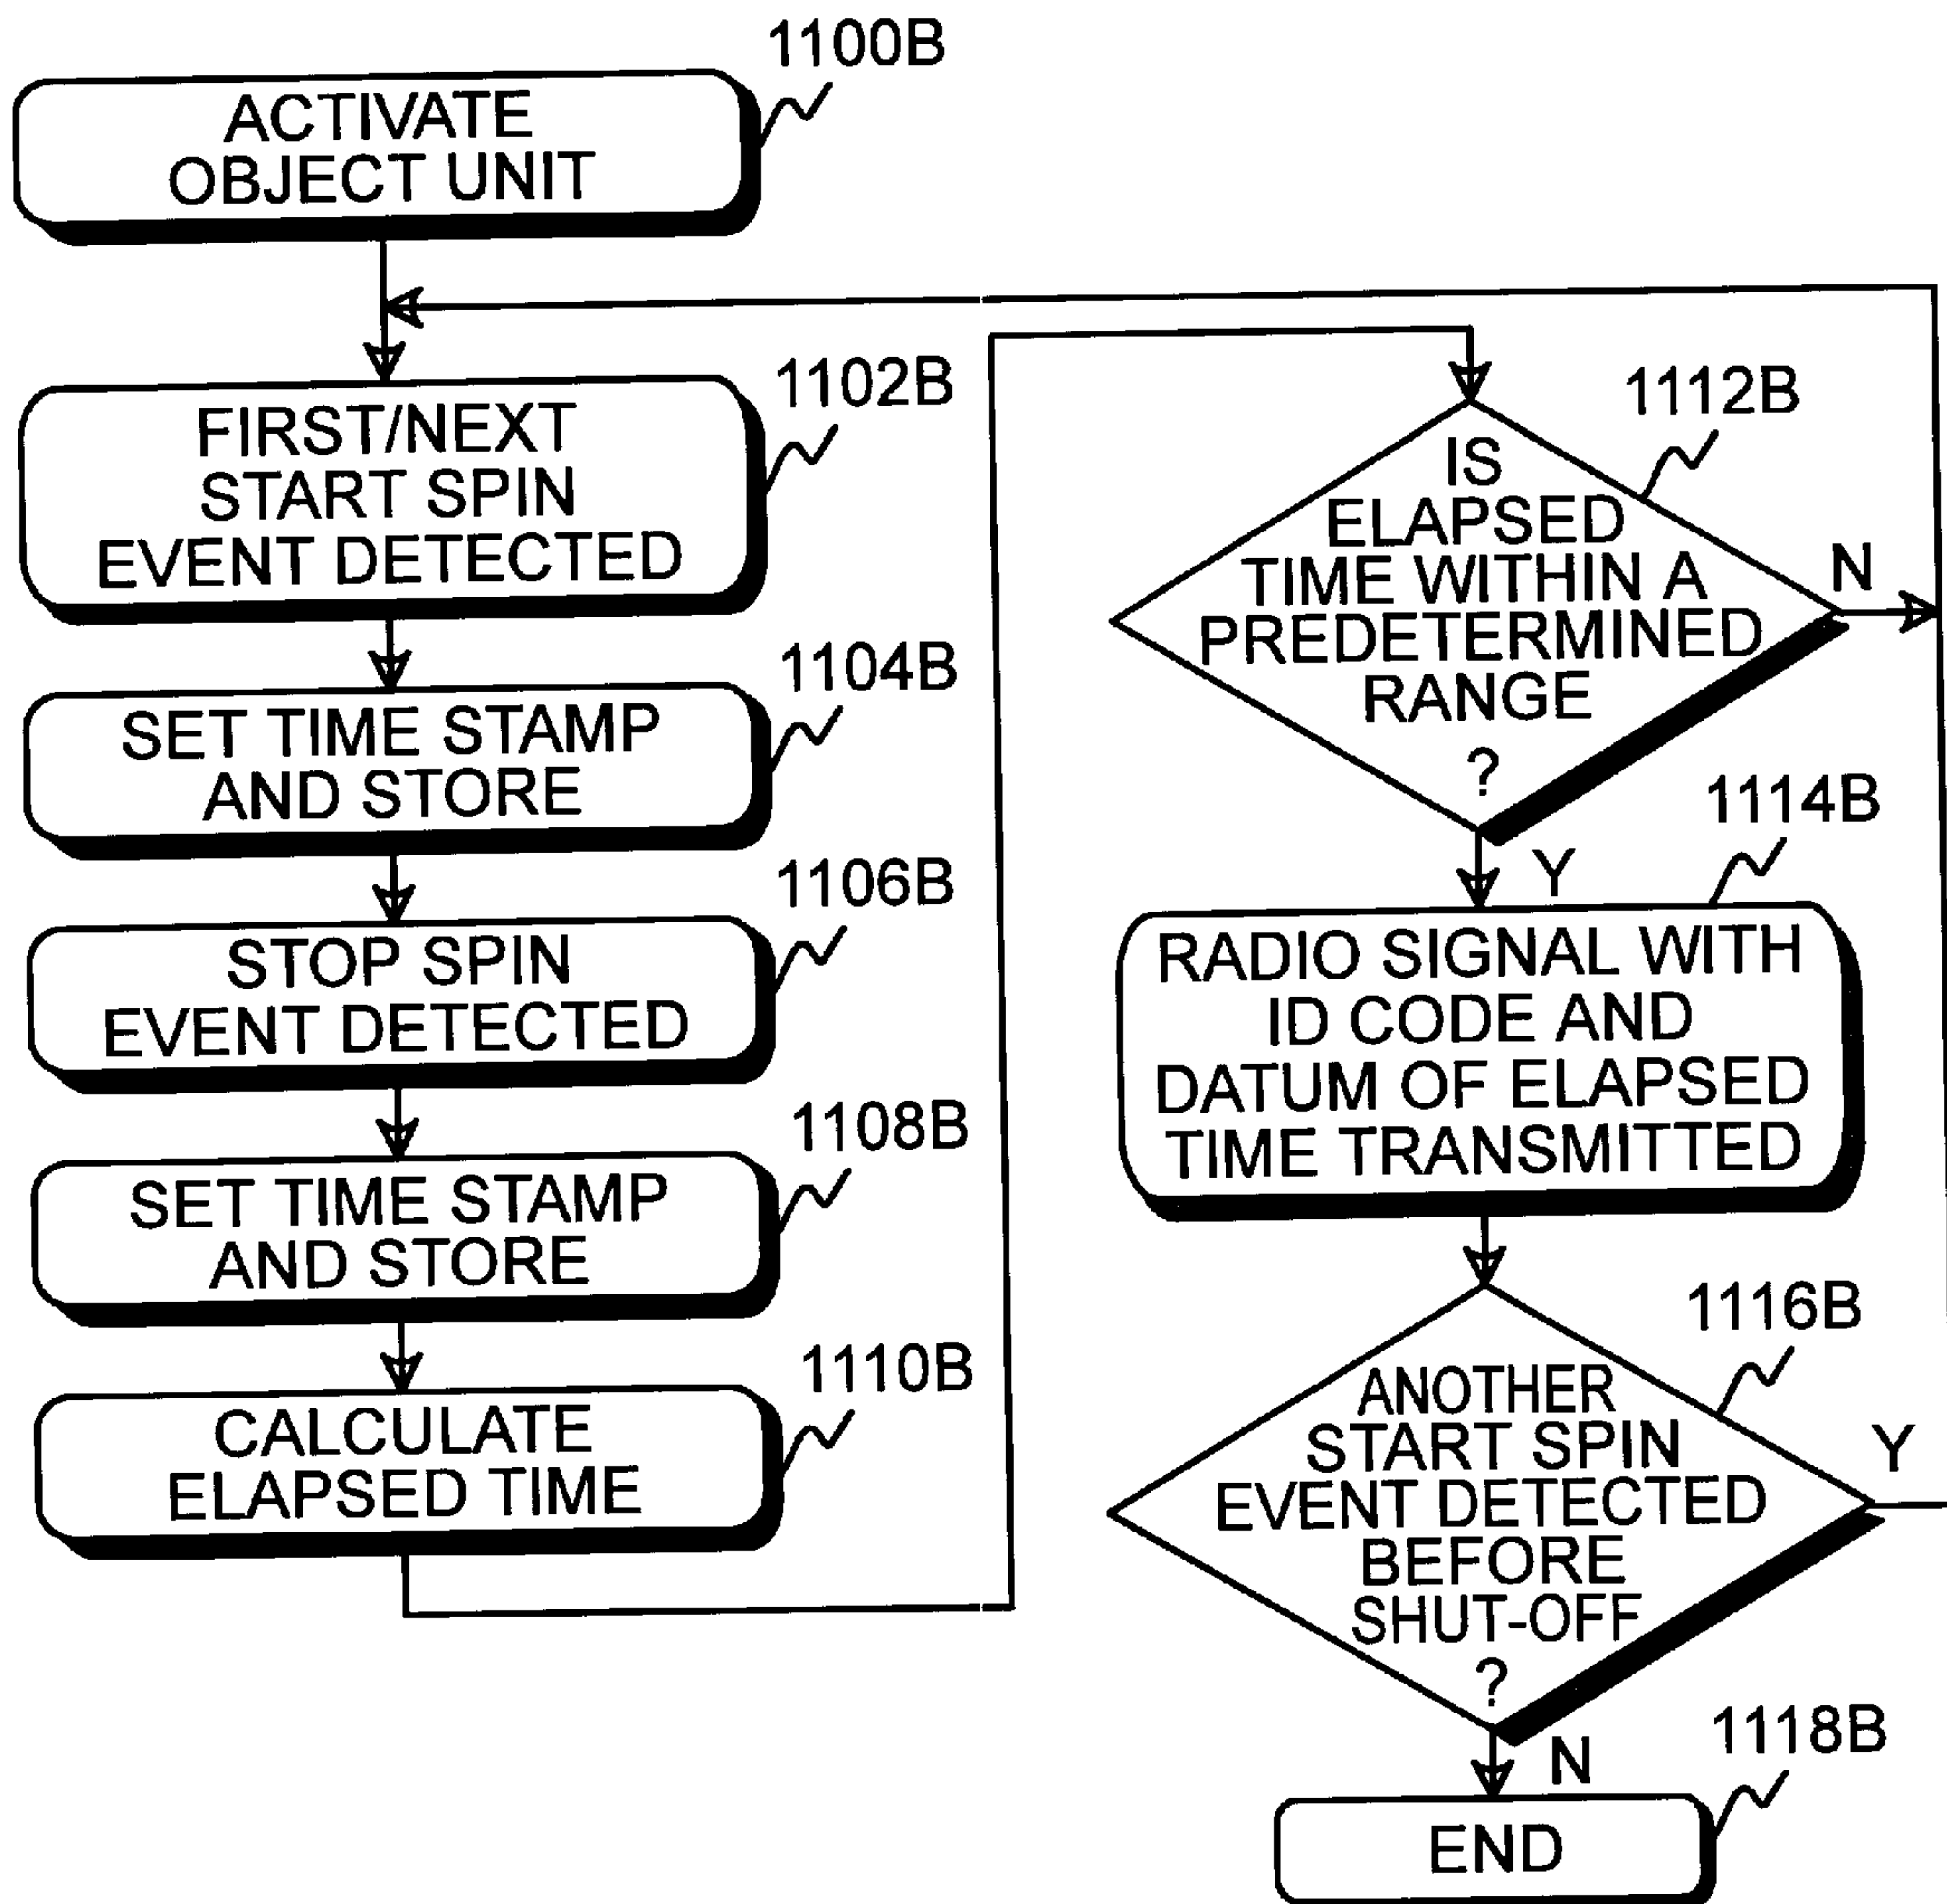 1100B
ACTIVATE
OBJECT UNIT
1102B
FIRST/NEXT
START SPIN
EVENT DETECTED
1104B
SET TIME STAMP
AND STORE
1106B
STOP SPIN
EVENT DETECTED
1108B
SET TIME STAMP
AND STORE
1110B
CALCULATE
ELAPSED TIME
1112B
IS
ELAPSED
TIME WITHIN A
PREDETERMINED
RANGE
?
N
Y
1114B
RADIO SIGNAL WITH
ID CODE AND
DATUM OF ELAPSED
TIME TRANSMITTED
1116B
ANOTHER
START SPIN
EVENT DETECTED
BEFORE
SHUT-OFF
?
Y
N
1118B
END